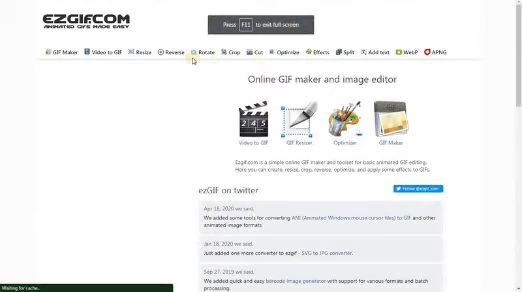 EZGIF.COM
ANIMATED GIFS MADE EASY
Press F11 to exit full screen
GIF Maker Video to GIF Resize Reverse Rotate Crop Cut Optimize Effects Split Add text WebP APNG
Online GIF maker and image editor
Video to GIF GIF Resizer Optimizer GIF Maker
Ezgif.com is a simple online GIF maker and toolset for basic animated GIF editing.
Here you can create, resize, crop, reverse, optimize, and apply some effects to GIFs.
ezGIF on twitter
Follow @ezgif_com
Apr 18, 2020 we said,
We added some tools for converting ANI (Animated Windows mouse cursor files) to GIF and other
animated image formats.
Jan 18, 2020 we said,
Just added one more converter to ezgif - SVG to JPG converter.
Sep 27, 2019 we said,
We added quick and easy barcode image generator with support for various formats and batch
processing.
Waiting for cache...